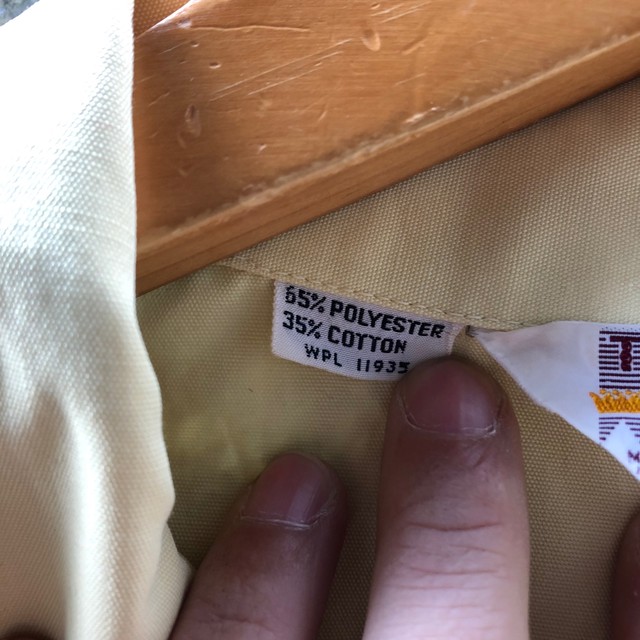 65% POLYESTER
35% COTTON
WPL 11935
T